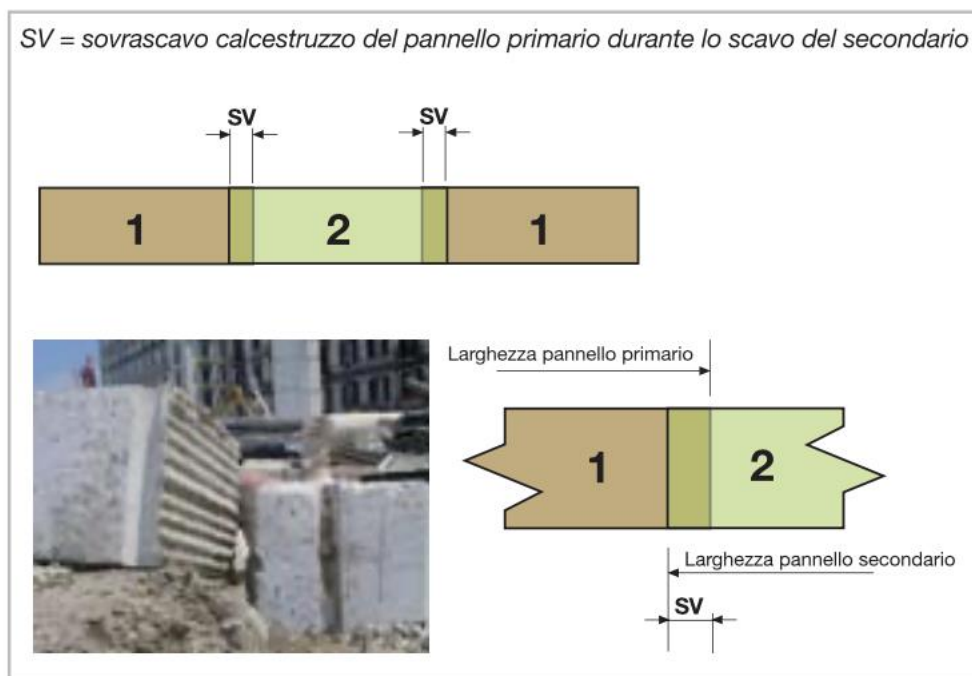 SV = sovrascavo calcestruzzo del pannello primario durante lo scavo del secondario
SV
SV
1
2
1
Larghezza pannello primario
1
2
Larghezza pannello secondario
SV